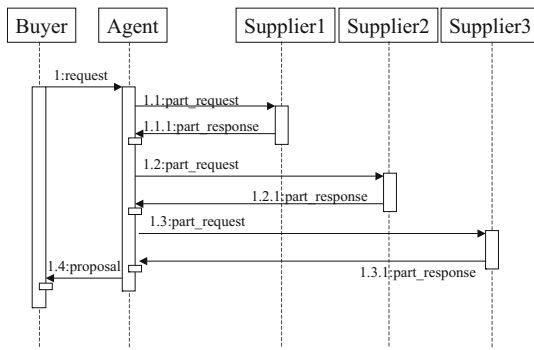 Buyer
Agent
Supplier1
Supplier2
Supplier3
1:request
1.1:part_request
1.1.1:part_response
1.2:part_request
1.2.1:part_response
1.3:part_request
1.4:proposal
1.3.1:part_response